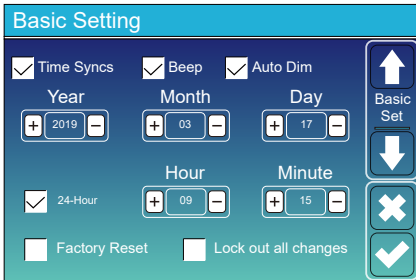 Basic Setting
Time Syncs Beep Auto Dim
Year Month Day
+ 2019 − + 03 − + 17 −
Basic
Set
Hour Minute
24-Hour + 09 − + 15 −
Factory Reset Lock out all changes